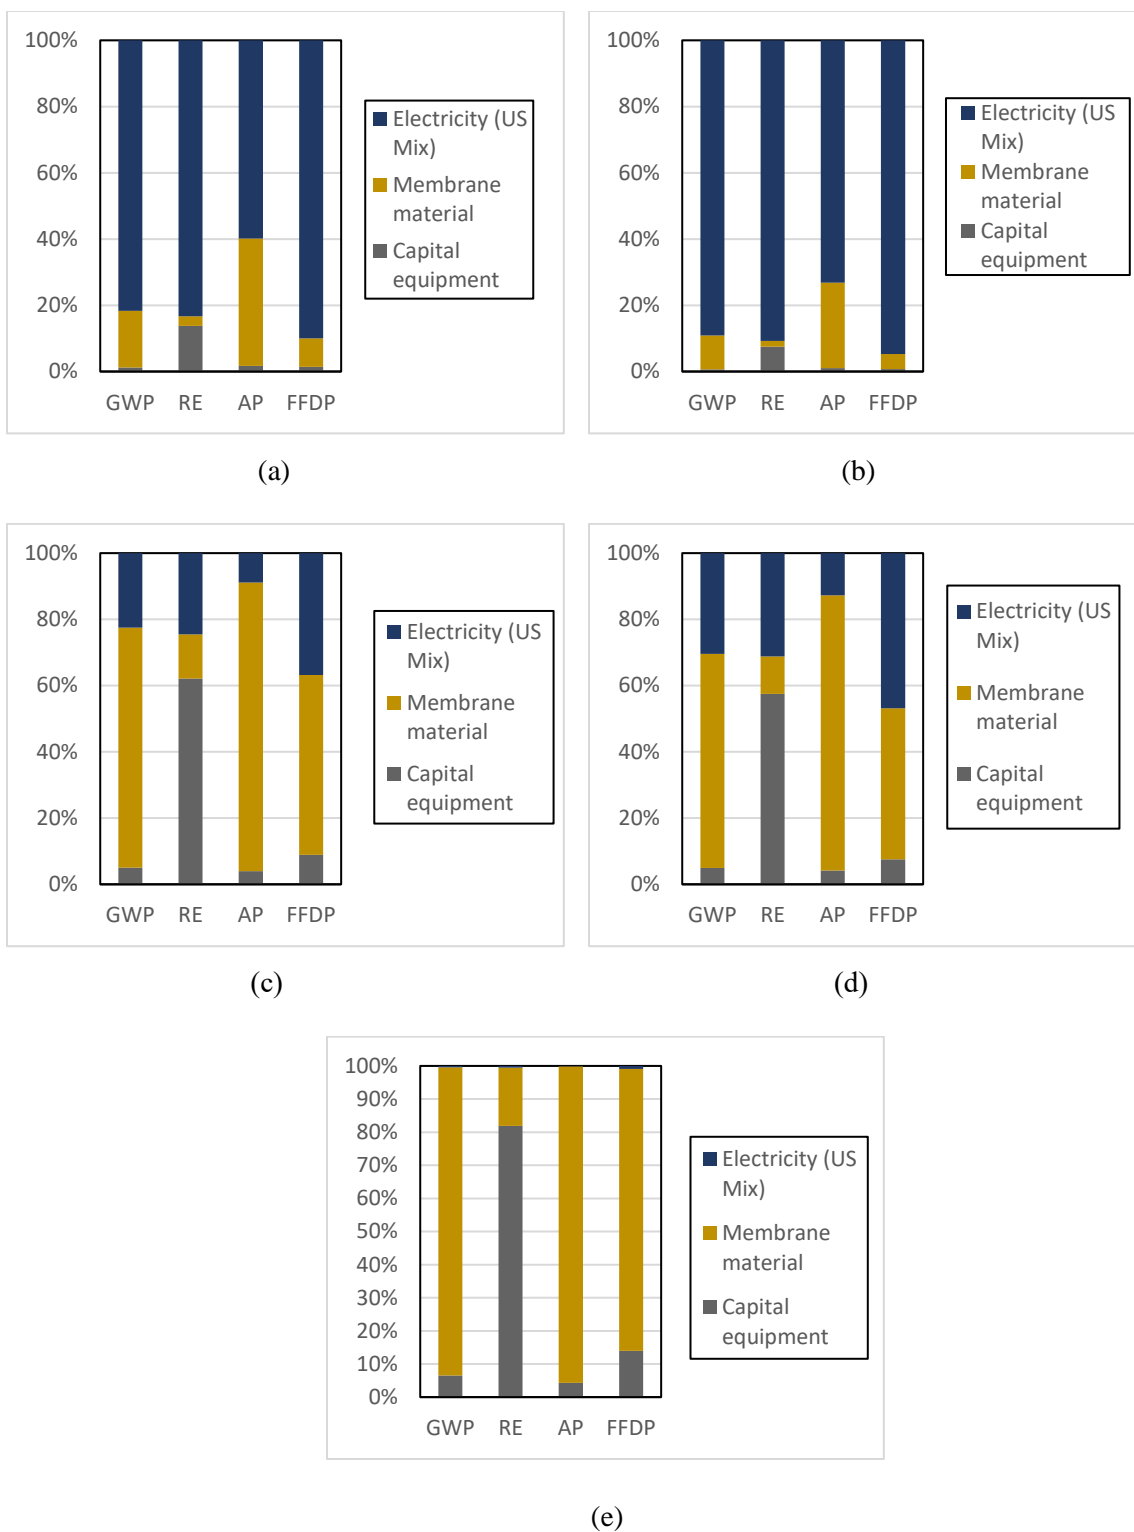 100%
80%
60%
40%
20%
0%
GWP RE AP FFDP
Electricity (US
Mix)
Membrane
material
Capital
equipment
(a)
100%
80%
60%
40%
20%
0%
GWP RE AP FFDP
Electricity (US
Mix)
Membrane
material
Capital
equipment
(b)
100%
80%
60%
40%
20%
0%
GWP RE AP FFDP
Electricity (US
Mix)
Membrane
material
Capital
equipment
(c)
100%
80%
60%
40%
20%
0%
GWP RE AP FFDP
Electricity (US
Mix)
Membrane
material
Capital
equipment
(d)
100%
90%
80%
70%
60%
50%
40%
30%
20%
10%
0%
GWP RE AP FFDP
Electricity (US
Mix)
Membrane
material
Capital
equipment
(e)